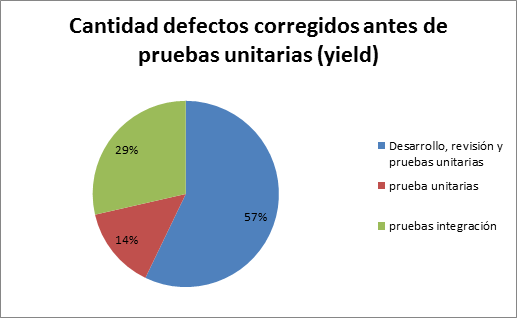 Cantidad defectos corregidos antes de
pruebas unitarias (yield)
29%
57%
14%
Desarrollo, revisión y
pruebas unitarias
prueba unitarias
pruebas integración